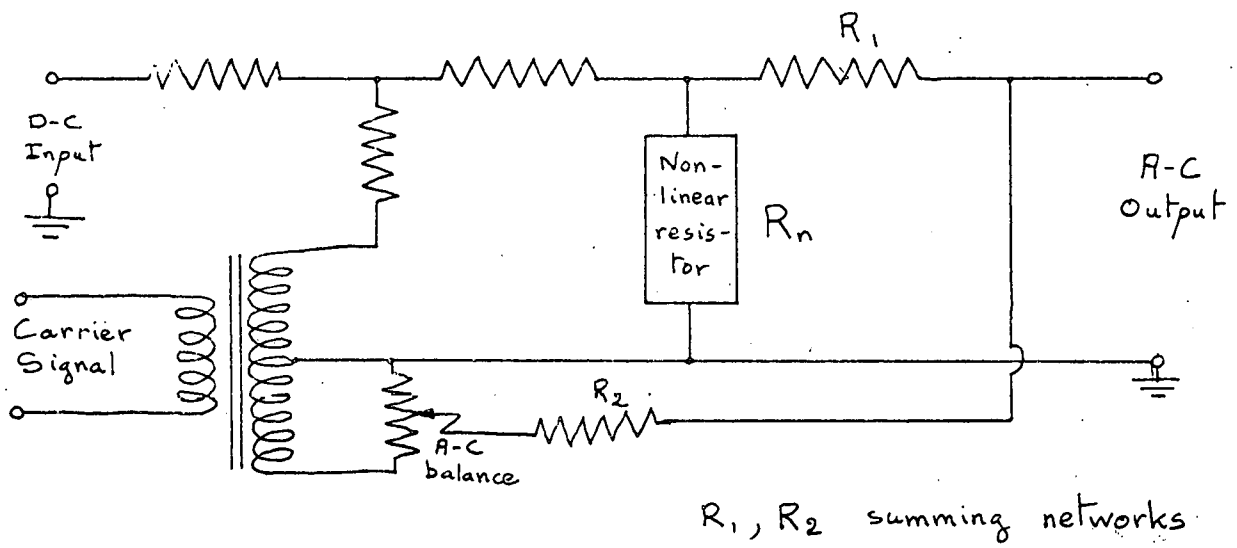 R₁
D-C
Input
Non-
linear
resis-
tor
Rₙ
A-C
Output
Carrier
Signal
R₂
A-C
balance
R₁, R₂ summing networks